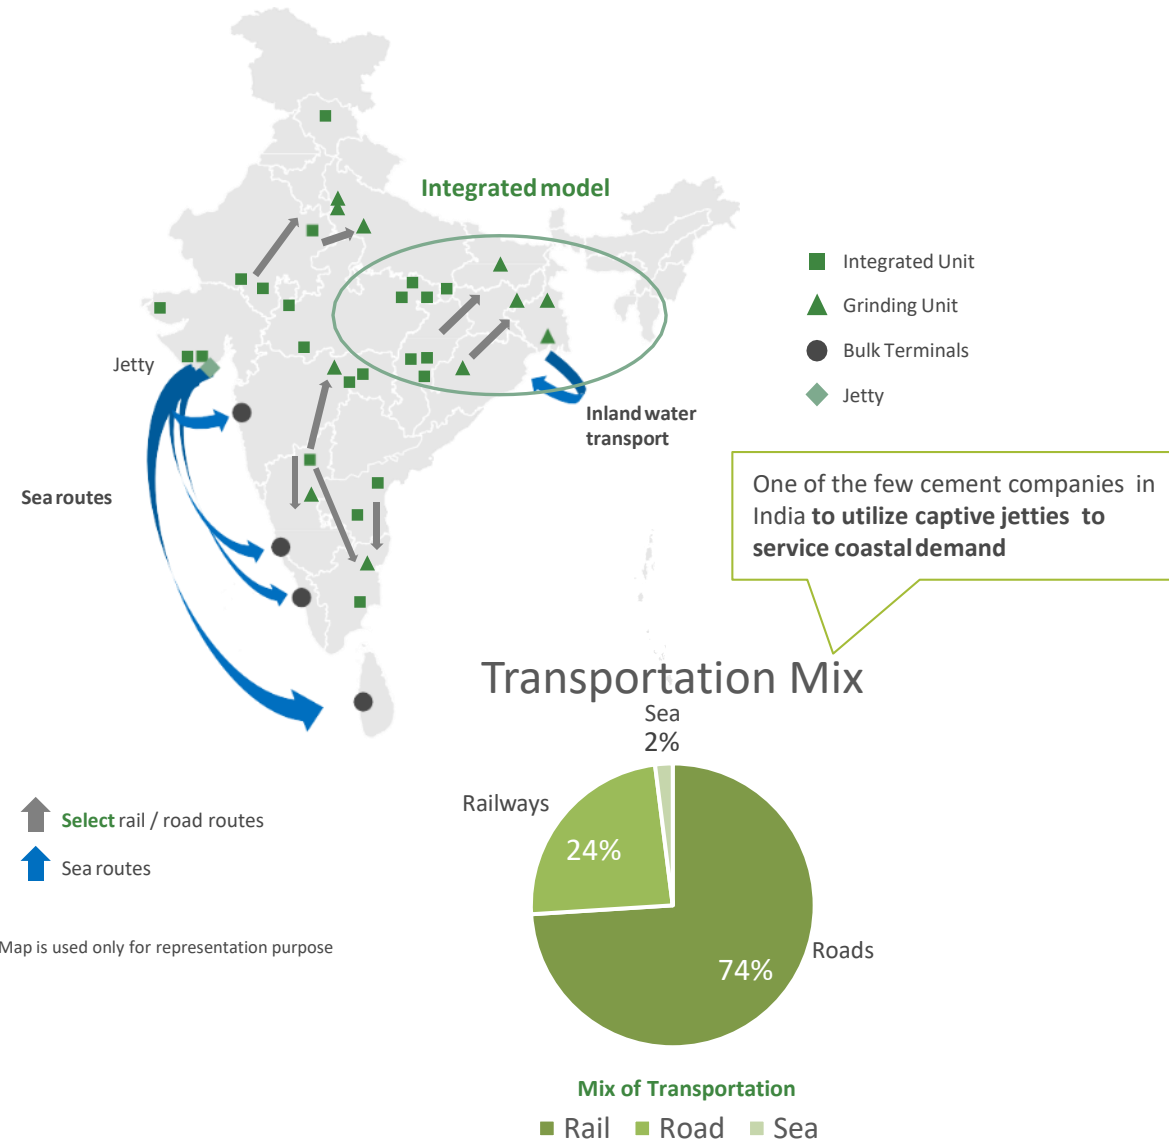 Integrated model
Integrated Unit
Grinding Unit
Bulk Terminals
Jetty
Jetty
Inland water
transport
Sea routes
One of the few cement companies in
India to utilize captive jetties to
service coastal demand
Transportation Mix
Sea
2%
Railways
24%
Roads
74%
Select rail / road routes
Sea routes
Map is used only for representation purpose
Mix of Transportation
Rail Road Sea